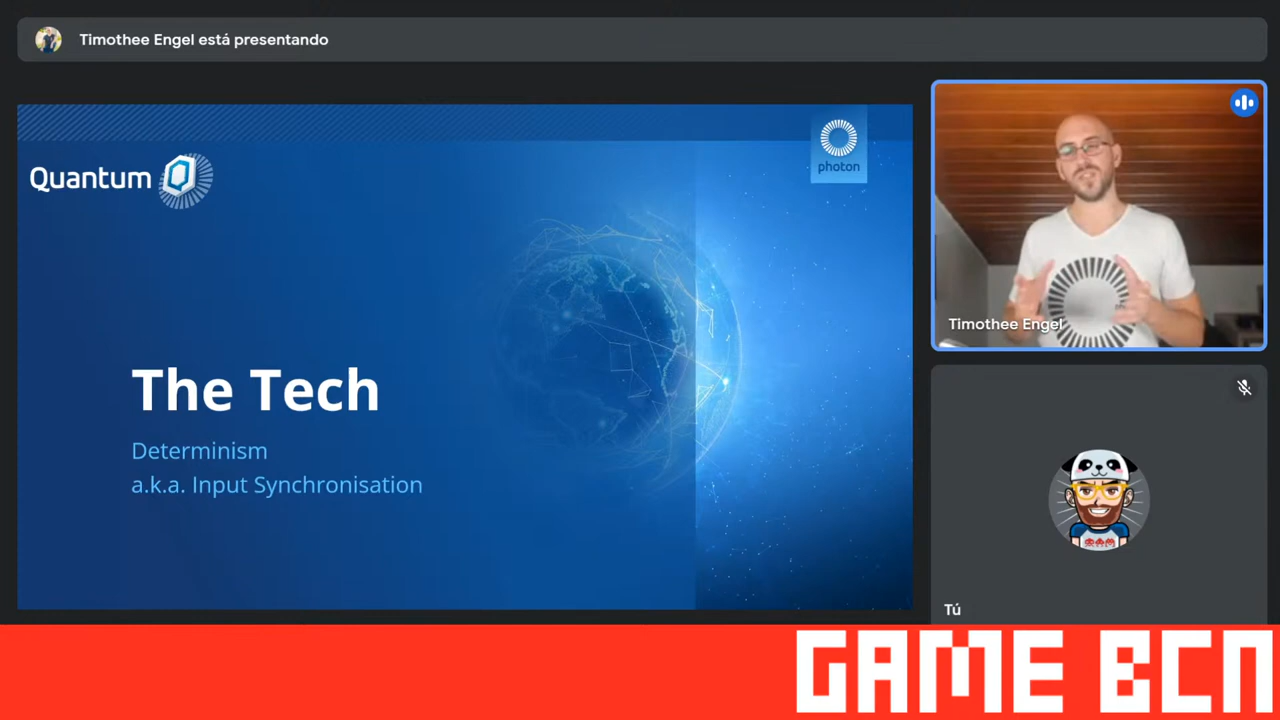 Timothee Engel está presentando
Quantum
photon
The Tech
Determinism
a.k.a. Input Synchronisation
Timothee Engel
Tú
GAME BCN